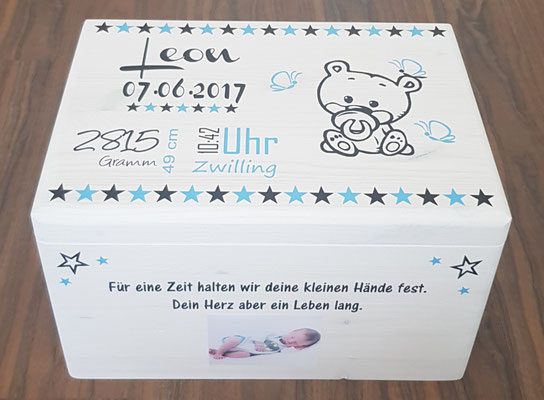 Leon
07.06.2017
2815 Gramm 49 cm 10:42 Uhr
Zwilling
Für eine Zeit halten wir deine kleinen Hände fest.
Dein Herz aber ein Leben lang.